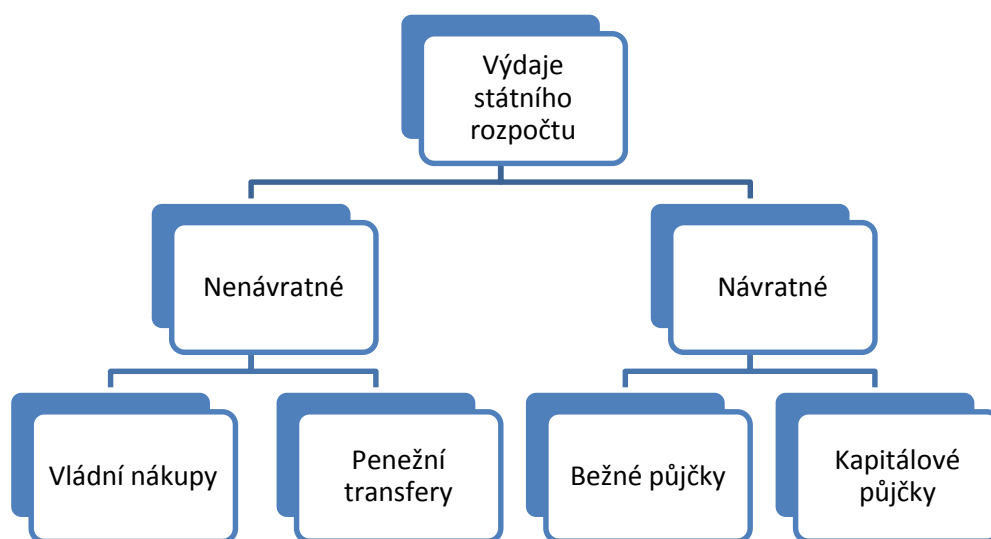 Výdaje
státního
rozpočtu
Nenávratné
Návratné
Vládní nákupy
Penežní
transfery
Bežné půjčky
Kapitálové
půjčky